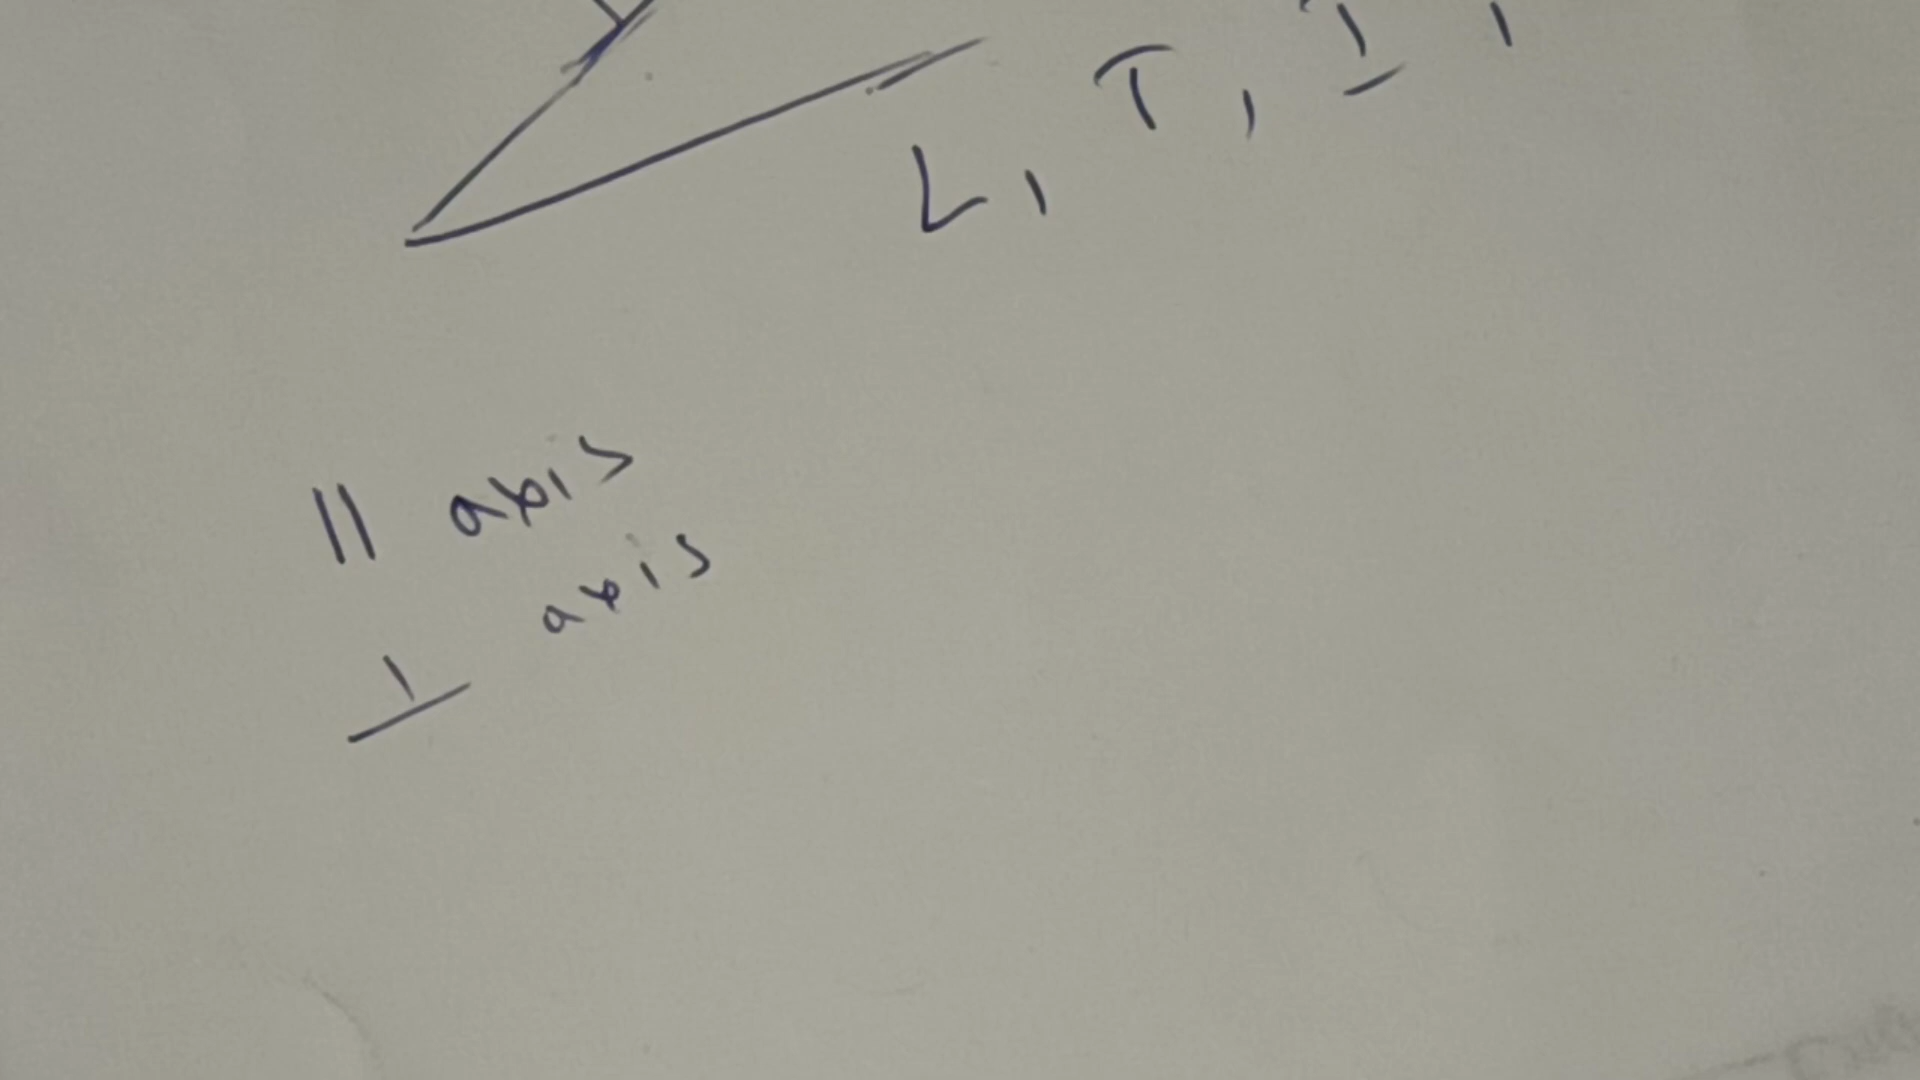 L, T, I,
|| axis
⊥ axis